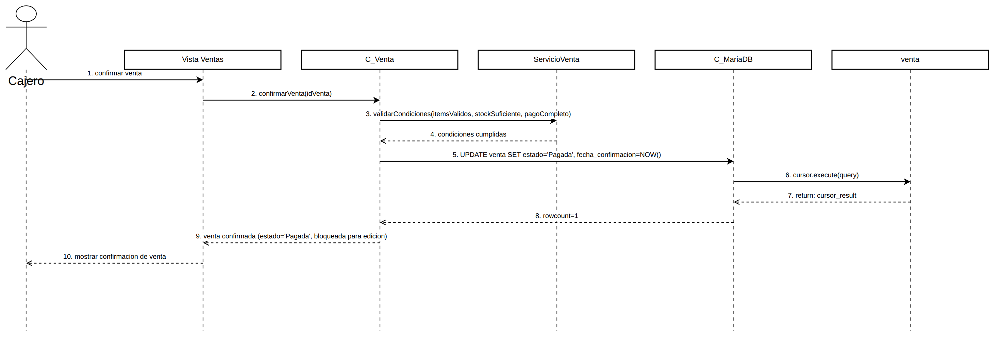 Vista Ventas
C_Venta
ServicioVenta
C_MariaDB
venta
1. confirmar venta
Cajero
2. confirmarVenta(idVenta)
3. validarCondiciones(itemsValidos, stockSuficiente, pagoCompleto)
4. condiciones cumplidas
5. UPDATE venta SET estado='Pagada', fecha_confirmacion=NOW()
6. cursor.execute(query)
7. return: cursor_result
8. rowcount=1
9. venta confirmada (estado='Pagada', bloqueada para edicion)
10. mostrar confirmacion de venta